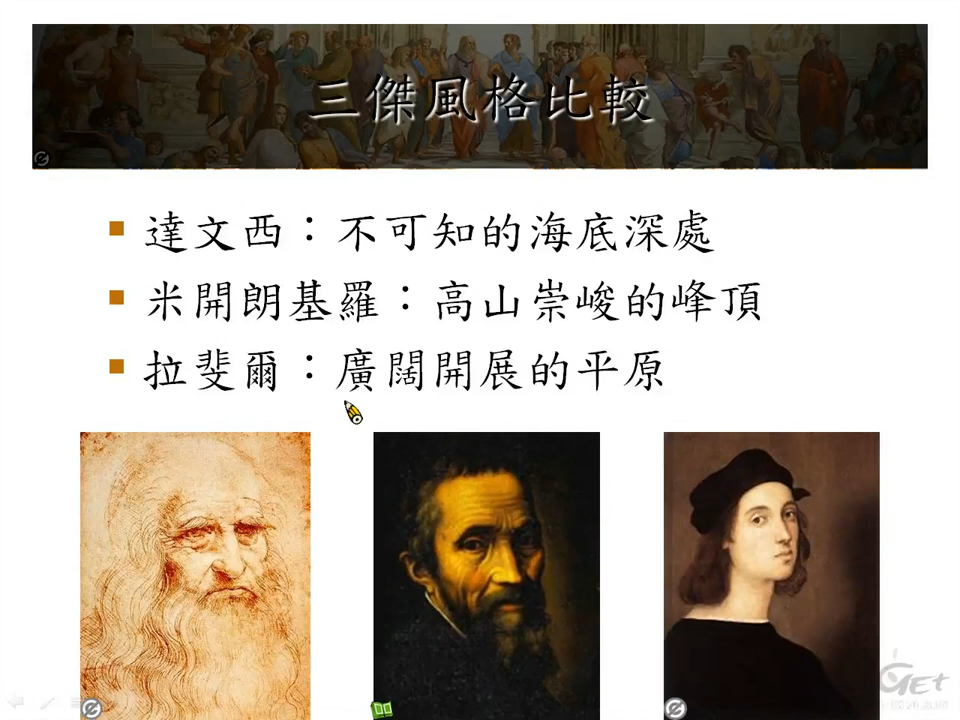 三傑風格比較
達文西：不可知的海底深處
米開朗基羅：高山崇峻的峰頂
拉斐爾：廣闊開展的平原
GET